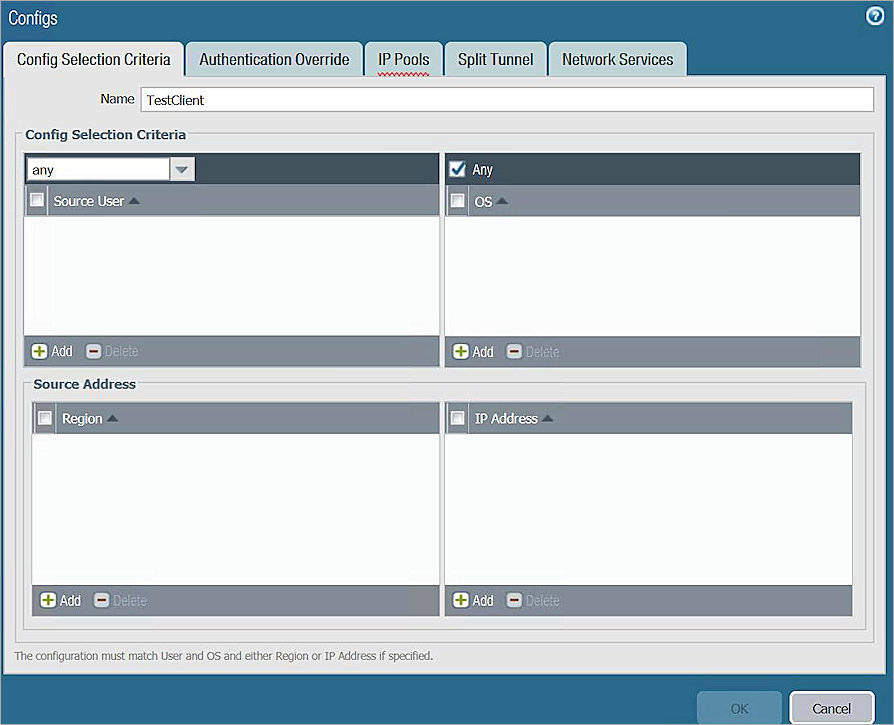 Configs
Config Selection Criteria Authentication Override IP Pools Split Tunnel Network Services
Name TestClient
Config Selection Criteria
any Any
Source User OS
Add Delete Add Delete
Source Address
Region IP Address
Add Delete Add Delete
The configuration must match User and OS and either Region or IP Address if specified.
OK Cancel